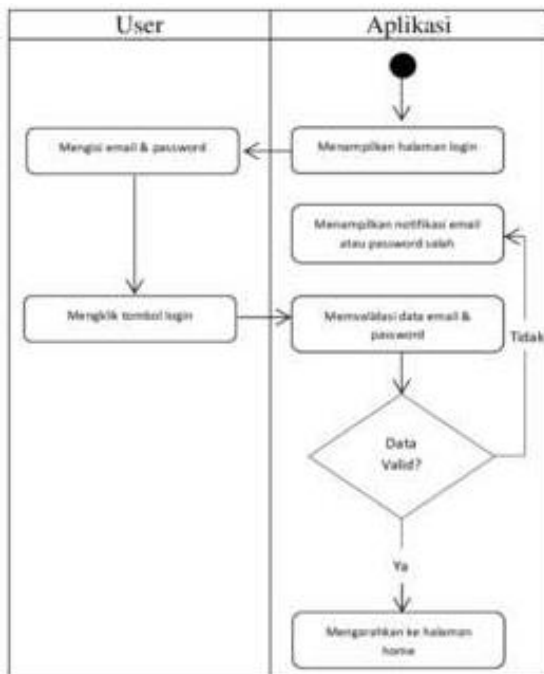 User
Aplikasi
Menampilkan halaman login
Mengisi email & password
Menampilkan notifikasi email
atau password salah
Mengklik tombol login
Memvalidasi data email &
password
Tidak
Data
Valid?
Ya
Mengarahkan ke halaman
home